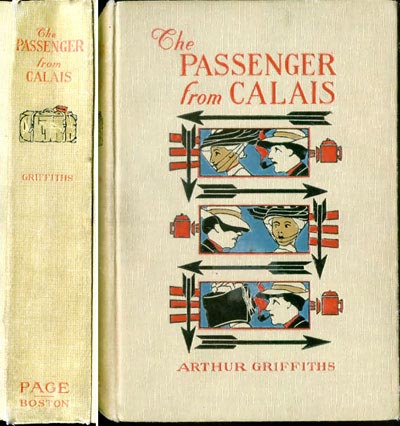 The
PASSENGER
from
CALAIS
GRIFFITHS
PAGE
BOSTON
The
PASSENGER
from CALAIS
ARTHUR GRIFFITHS